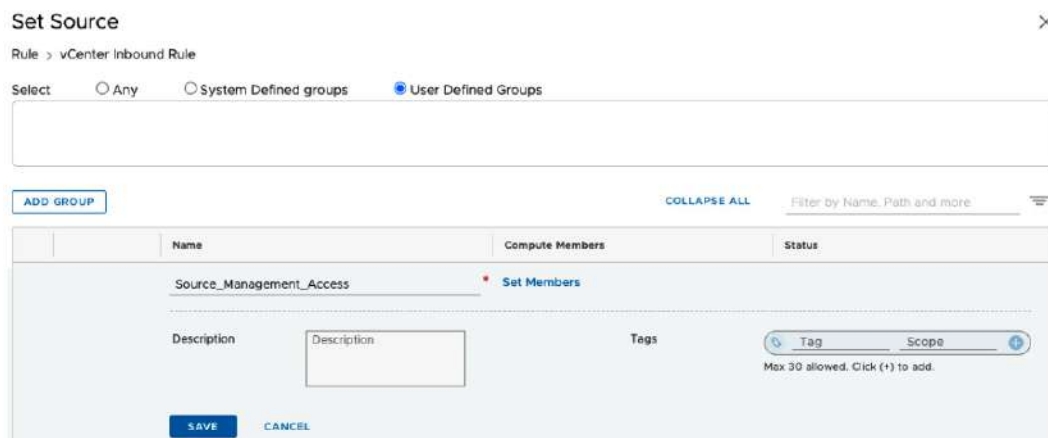 Set Source
Rule > vCenter Inbound Rule
Select Any System Defined groups User Defined Groups
ADD GROUP COLLAPSE ALL Filter by Name, Path and more
Name Compute Members Status
Source_Management_Access * Set Members
Description Description Tags Tag Scope
Max 30 allowed. Click (+) to add.
SAVE CANCEL